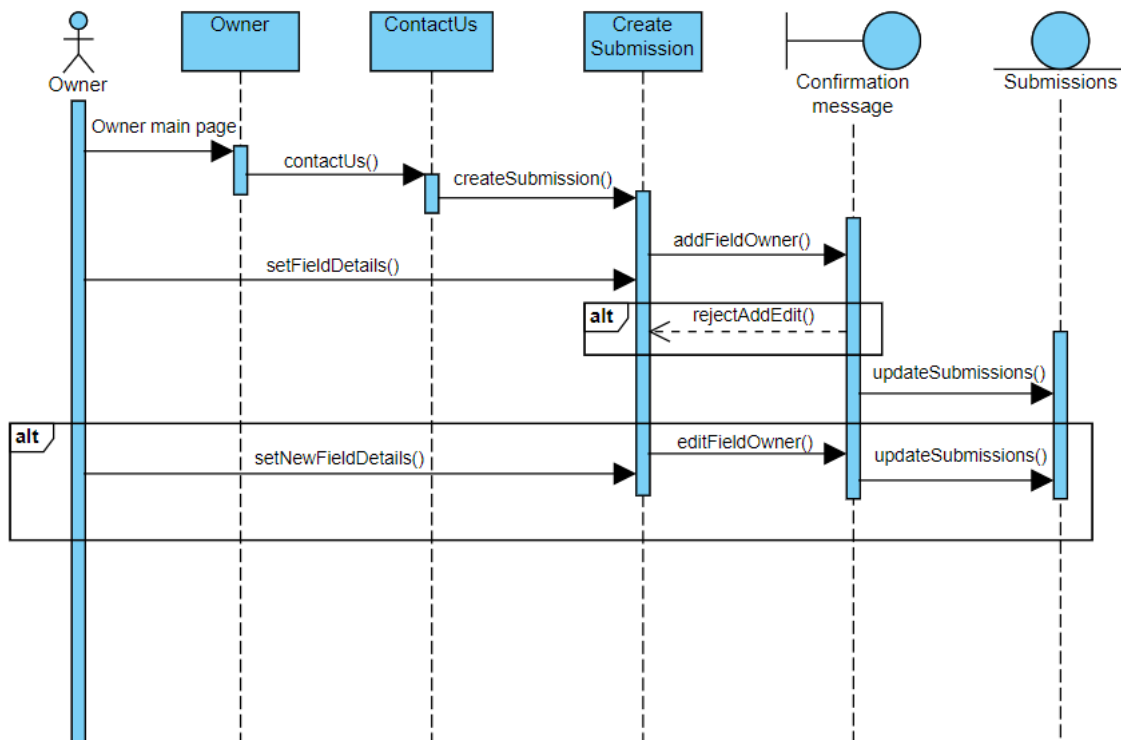 Owner
ContactUs
Create
Submission
Owner
Confirmation
message
Submissions
Owner main page
contactUs()
createSubmission()
addFieldOwner()
setFieldDetails()
alt
rejectAddEdit()
updateSubmissions()
alt
editFieldOwner()
setNewFieldDetails()
updateSubmissions()